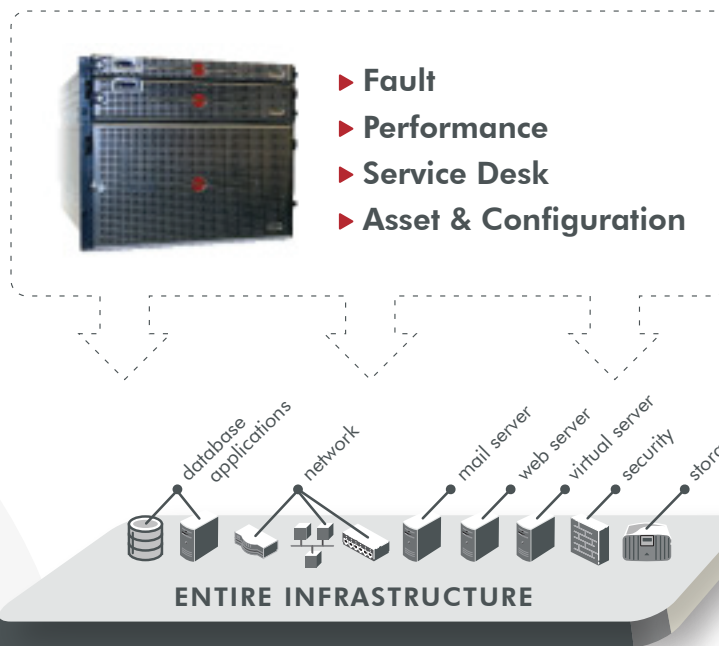 Fault
Performance
Service Desk
Asset & Configuration
database
applications
network
mail server
web server
virtual server
security
ENTIRE INFRASTRUCTURE